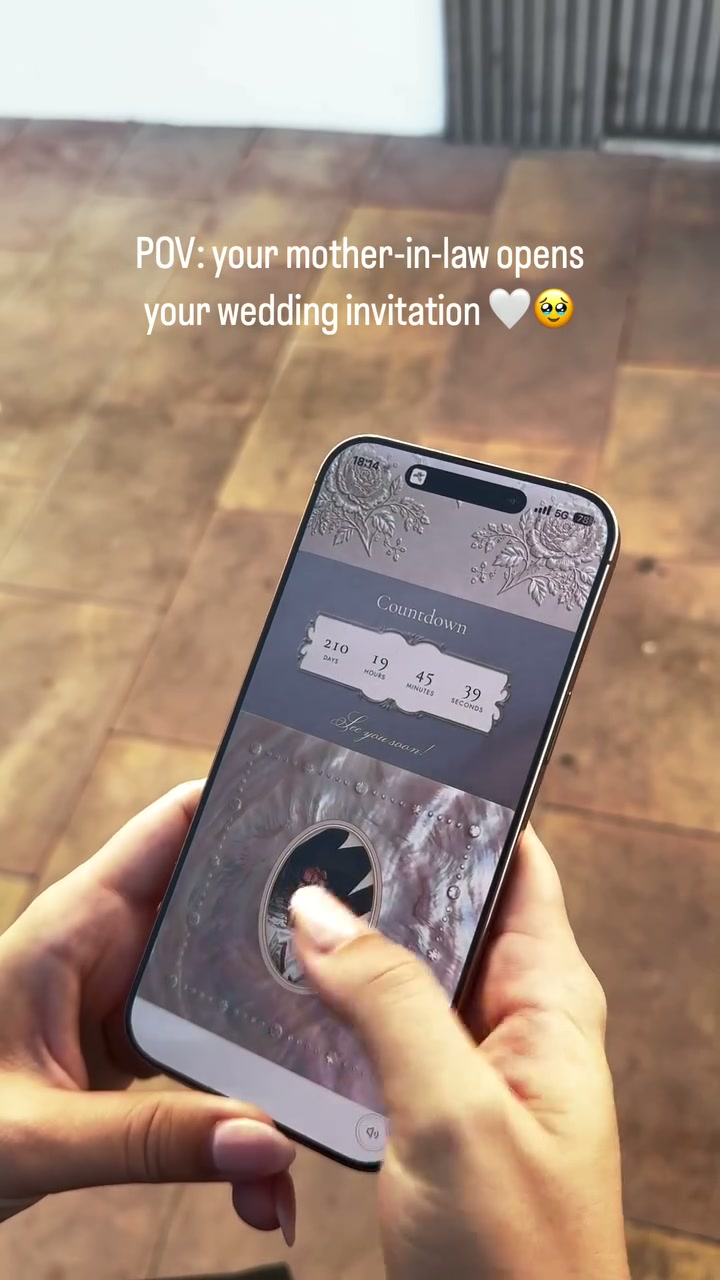 POV: your mother-in-law opens
your wedding invitation 🤍🥹
18:14
5G 78
Countdown
210 19 45 39
DAYS HOURS MINUTES SECONDS
See you soon!